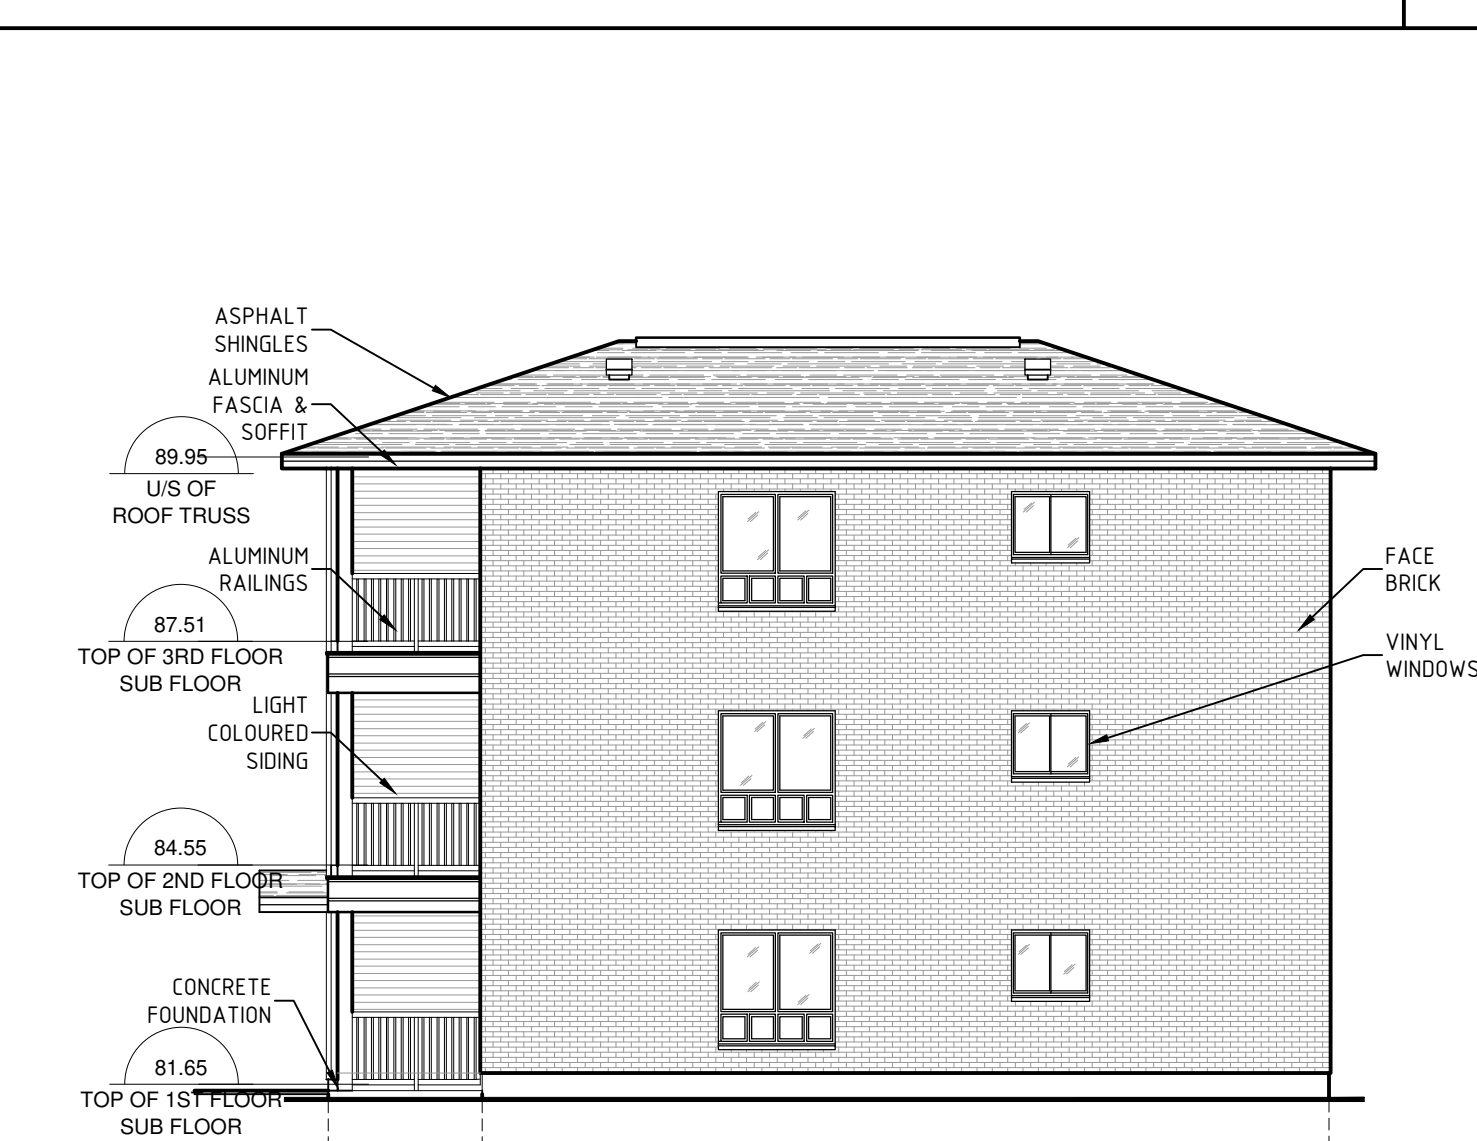 ASPHALT
SHINGLES
ALUMINUM
FASCIA &
SOFFIT
89.95
U/S OF
ROOF TRUSS
ALUMINUM
RAILINGS
87.51
TOP OF 3RD FLOOR
SUB FLOOR
LIGHT
COLOURED
SIDING
84.55
TOP OF 2ND FLOOR
SUB FLOOR
CONCRETE
FOUNDATION
81.65
TOP OF 1ST FLOOR
SUB FLOOR
FACE
BRICK
VINYL
WINDOWS